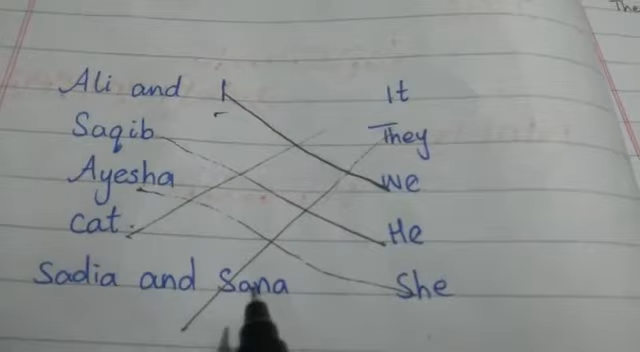 Ali and I It
Saqib They
Ayesha We
Cat. He
Sadia and Sana She